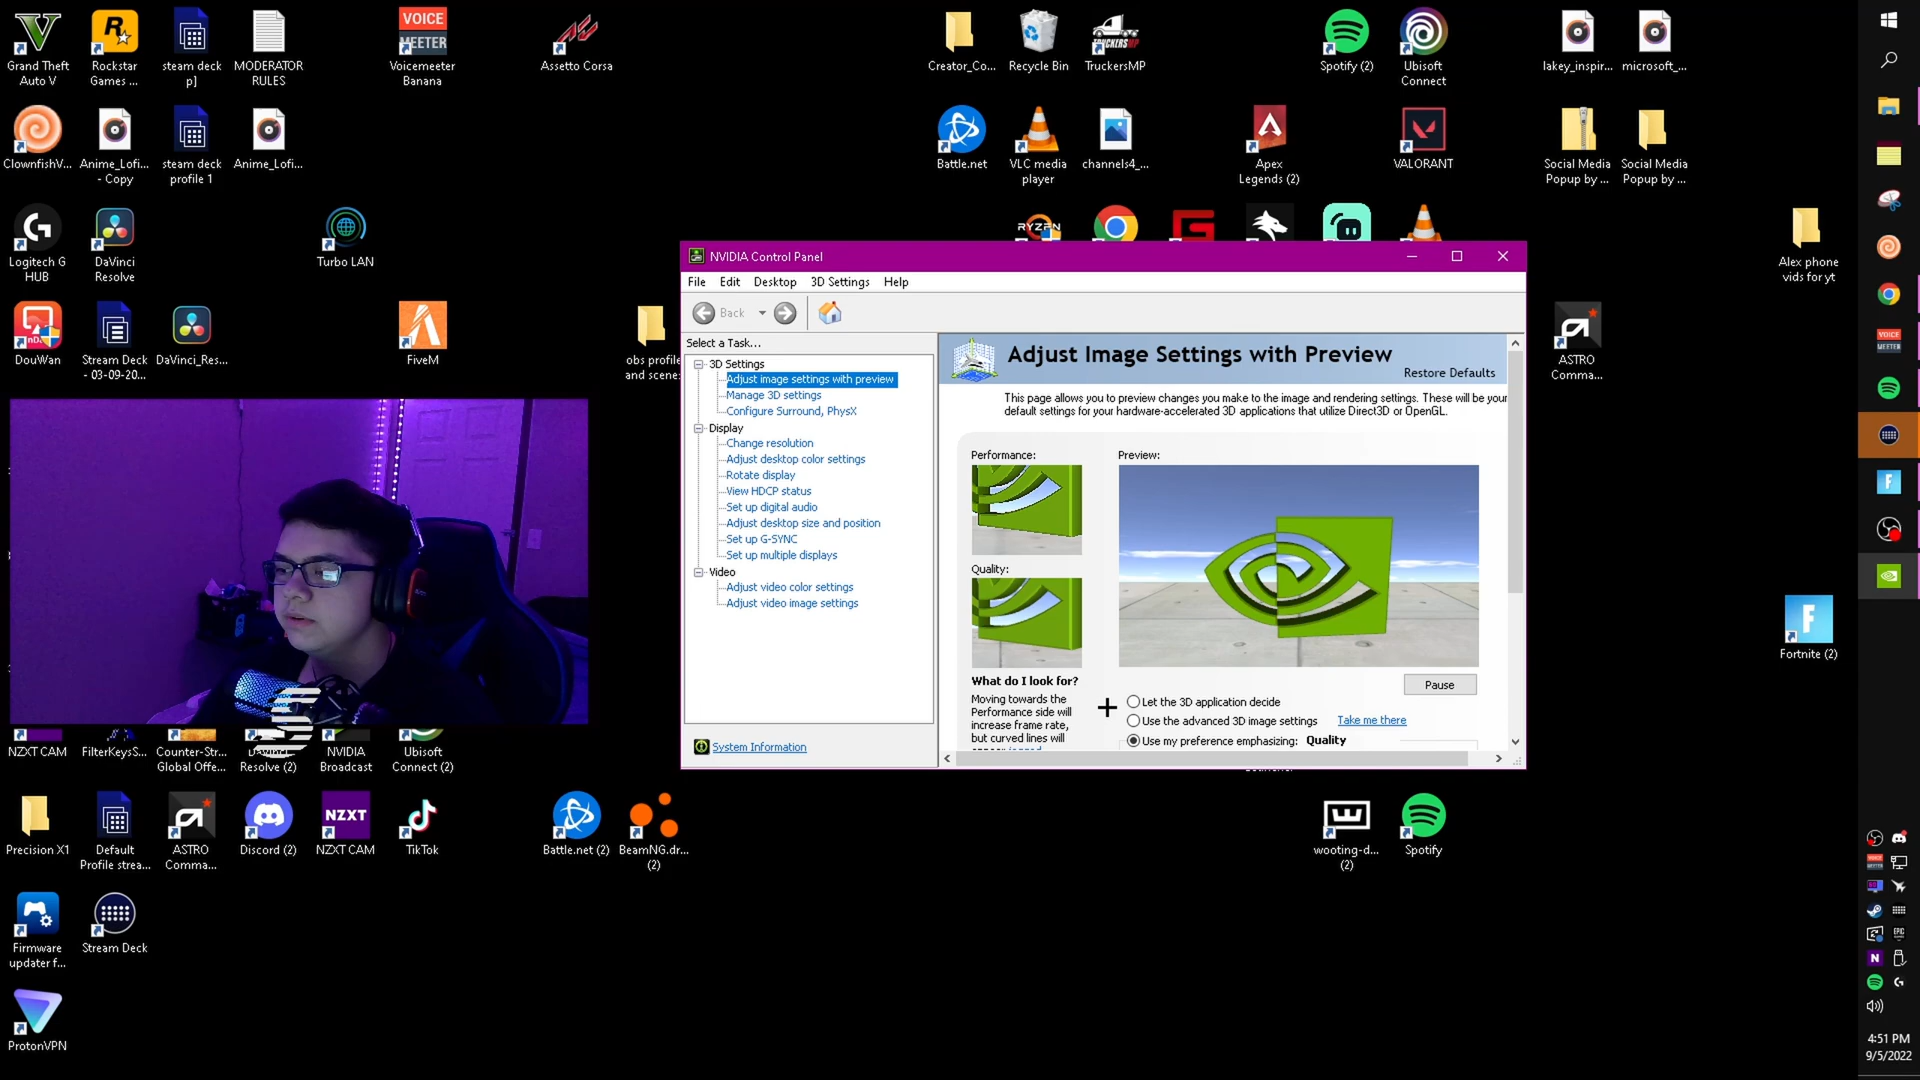 Grand Theft
Auto V
Rockstar
Games ...
steam deck
p]
MODERATOR
RULES
VOICE
MEETER
Voicemeeter
Banana
Assetto Corsa
Creator_Co...
Recycle Bin
TRUCKERSMP
TruckersMP
Spotify (2)
Ubisoft
Connect
lakey_inspir...
microsoft_...
ClownfishV...
Anime_Lofi...
- Copy
steam deck
profile 1
Anime_Lofi...
Battle.net
VLC media
player
channels4_...
Apex
Legends (2)
VALORANT
Social Media
Popup by ...
Social Media
Popup by ...
Logitech G
HUB
DaVinci
Resolve
Turbo LAN
RYZEN
Alex phone
vids for yt
DouWan
Stream Deck
- 03-09-20...
DaVinci_Res...
FiveM
obs profile
and scene
ASTRO
Comma...
NVIDIA Control Panel
File Edit Desktop 3D Settings Help
Back
Select a Task...
3D Settings
Adjust image settings with preview
Manage 3D settings
Configure Surround, PhysX
Display
Change resolution
Adjust desktop color settings
Rotate display
View HDCP status
Set up digital audio
Adjust desktop size and position
Set up G-SYNC
Set up multiple displays
Video
Adjust video color settings
Adjust video image settings
System Information
Adjust Image Settings with Preview
Restore Defaults
This page allows you to preview changes you make to the image and rendering settings. These will be your
default settings for your hardware-accelerated 3D applications that utilize Direct3D or OpenGL.
Performance:
Preview:
Quality:
What do I look for?
Moving towards the
Performance side will
increase frame rate,
but curved lines will
Pause
Let the 3D application decide
Use the advanced 3D image settings
Take me there
Use my preference emphasizing: Quality
Fortnite (2)
NZXT CAM
FilterKeysS...
Counter-Str...
Global Offe...
Resolve (2)
NVIDIA
Broadcast
Ubisoft
Connect (2)
Precision X1
Default
Profile strea...
ASTRO
Comma...
Discord (2)
NZXT
NZXT CAM
TikTok
Battle.net (2)
BeamNG.dr...
(2)
wooting-d...
(2)
Spotify
Firmware
updater f...
Stream Deck
ProtonVPN
VOICE
MEETER
EPIC
4:51 PM
9/5/2022